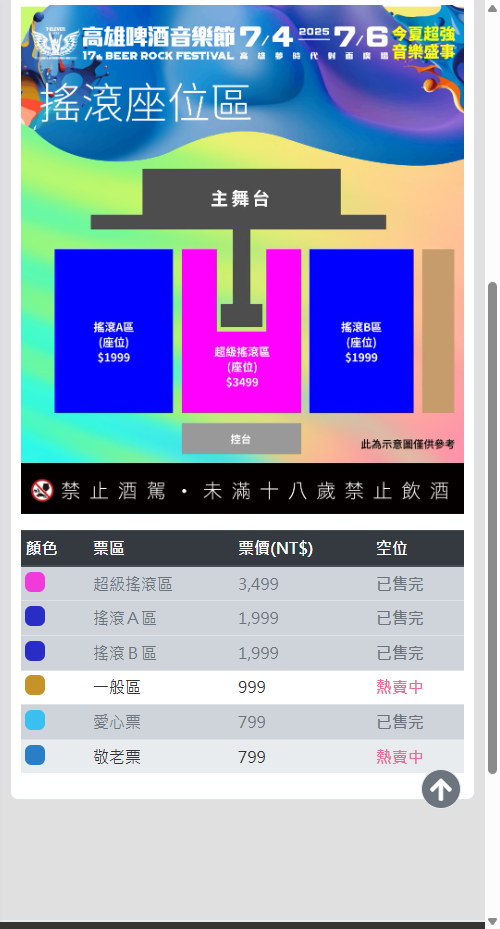 17th BEER ROCK FESTIVAL
高雄啤酒音樂節
高雄夢時代對面廣場
7/4 2025 7/6
今夏超強
音樂盛事
搖滾座位區
主舞台
搖滾A區
(座位)
$1999
超級搖滾區
(座位)
$3499
搖滾B區
(座位)
$1999
控台
此為示意圖僅供參考
禁止酒駕・未滿十八歲禁止飲酒
顏色 票區 票價(NT$) 空位
超級搖滾區 3,499 已售完
搖滾A區 1,999 已售完
搖滾B區 1,999 已售完
一般區 999 熱賣中
愛心票 799 已售完
敬老票 799 熱賣中